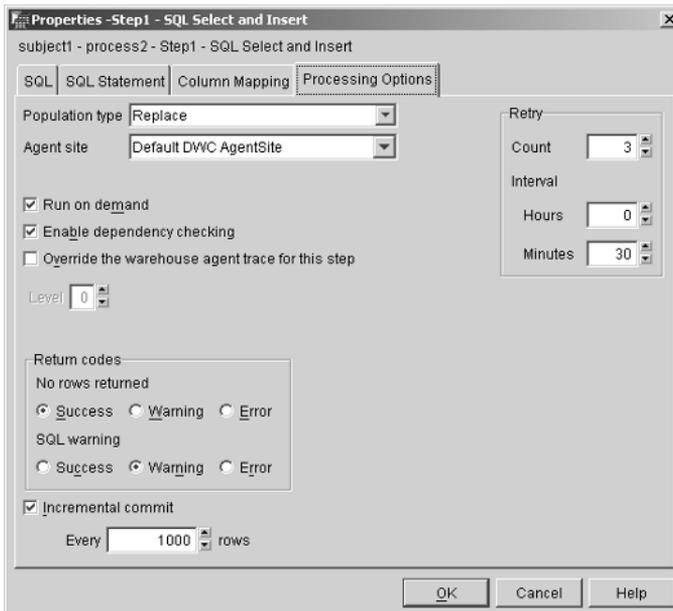 Properties -Step1 - SQL Select and Insert
subject1 - process2 - Step1 - SQL Select and Insert
SQL SQL Statement Column Mapping Processing Options
Population type Replace
Agent site Default DWC AgentSite
Retry
Count 3
Interval
Hours 0
Minutes 30
Run on demand
Enable dependency checking
Override the warehouse agent trace for this step
Level 0
Return codes
No rows returned
Success Warning Error
SQL warning
Success Warning Error
Incremental commit
Every 1000 rows
OK Cancel Help